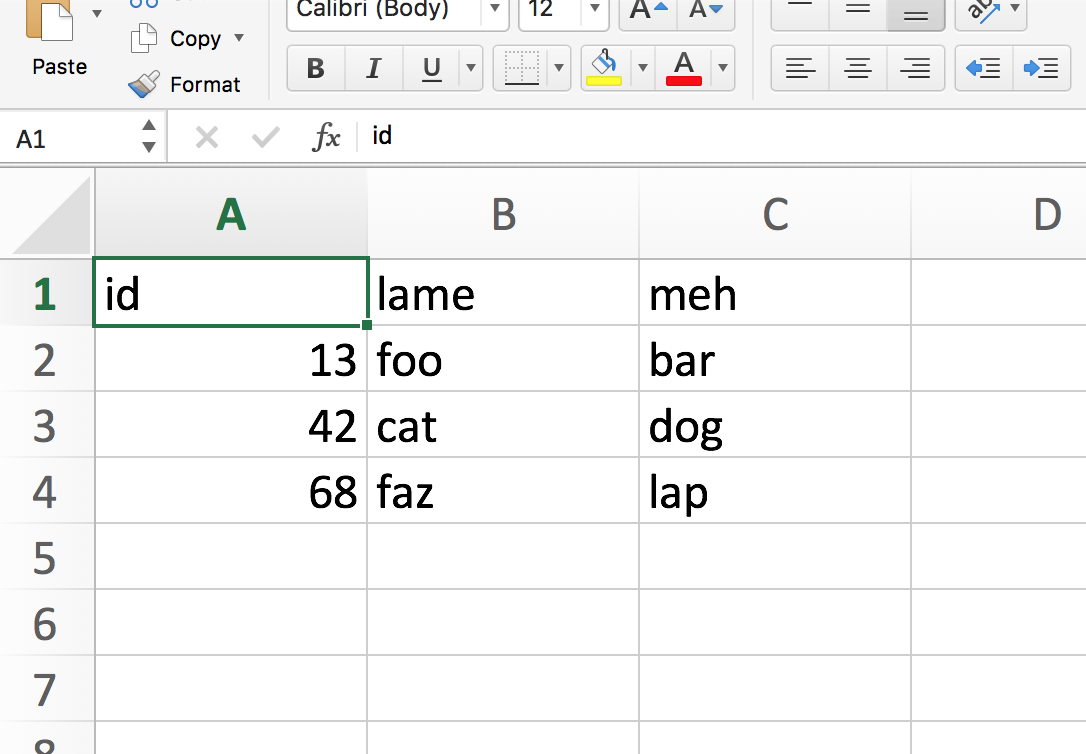 Calibri (Body) 12 A A ab
Copy
Paste
Format
B I U A
A1 fx id
A B C D
1 id lame meh
2 13 foo bar
3 42 cat dog
4 68 faz lap
5
6
7
8